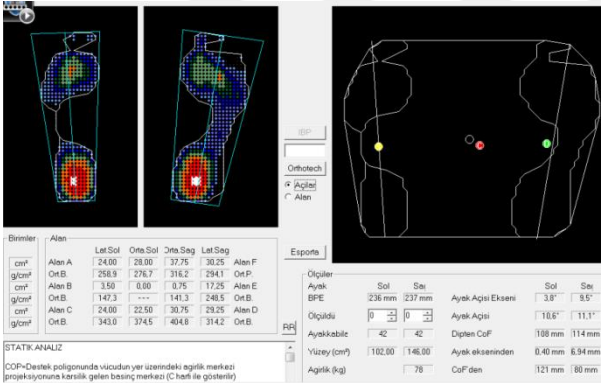 IBP
Orthotech
Açilar
Alan
Esporta
RR
Birimler
Alan
Lat.Sol Orta.Sol Orta.Sag Lat.Sag
cm² Alan A 24,00 28,00 37,75 30,25 Alan F
g/cm² Ort.B. 258,9 276,7 316,2 294,1 Ort.P.
cm² Alan B 3,50 0,00 0,75 17,25 Alan E
g/cm² Ort.B. 147,3 --- 141,3 248,5 Ort.B.
cm² Alan C 24,00 22,50 30,75 29,25 Alan D
g/cm² Ort.B. 343,0 374,5 404,8 314,2 Ort.B.
STATIK ANALIZ
COP=Destek poligonunda vücudun yer üzerindeki agirlik merkezi
projeksiyonuna karsilik gelen basinç merkezi (C harfi ile gösterilir)
Ölçüler
Ayak Sol Saç Sol Sağ
BPE 236 mm 237 mm Ayak Açisi Ekseni 3,8° 9,5°
Ölçüldü 0 0 Ayak Açisi 10,6° 11,1°
Ayakkabile 42 42 Dipten CoF 108 mm 114 mm
Yüzey (cm²) 102,00 146,00 Ayak ekseninden 0,40 mm 6,94 mm
Agirlik (kg) 78 CoF'den 121 mm 80 mm